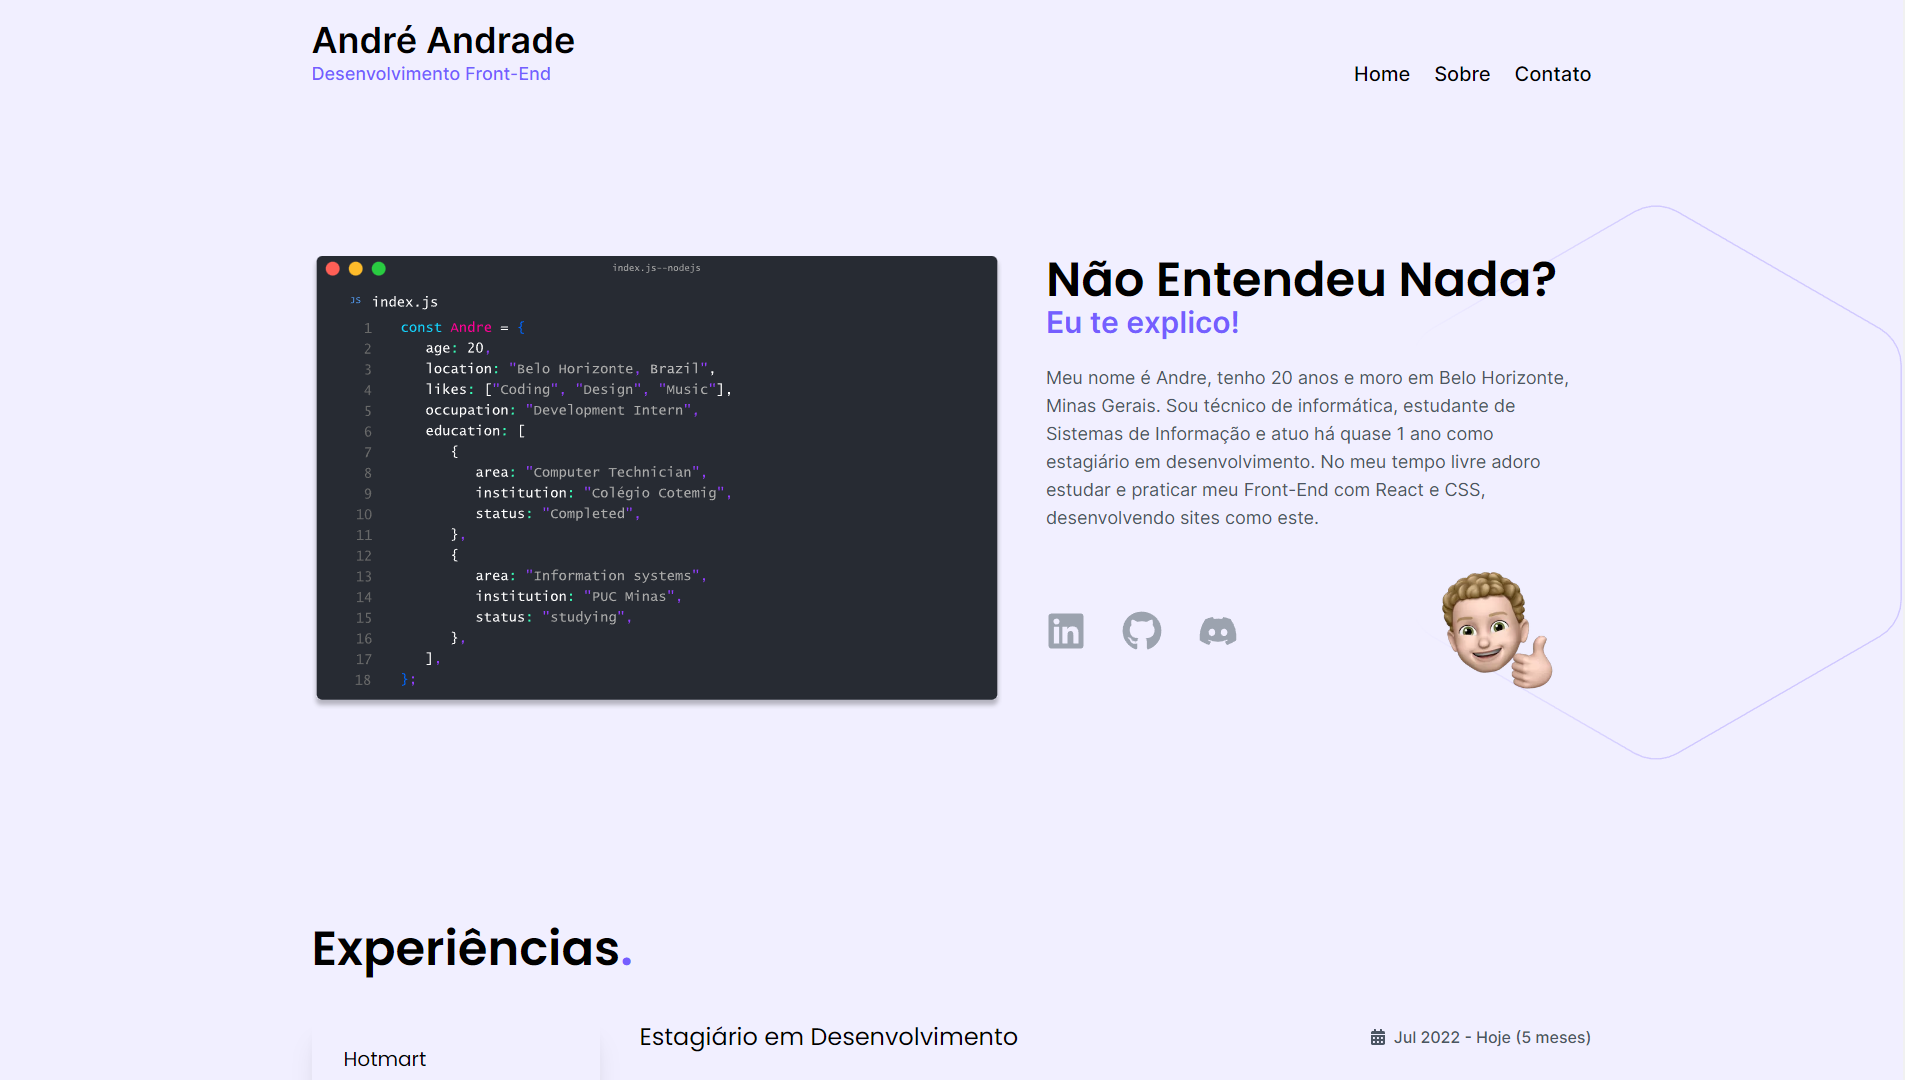 André Andrade
Desenvolvimento Front-End
Home Sobre Contato
index.js--nodejs
JS index.js
1 const Andre = {
2 age: 20,
3 location: "Belo Horizonte, Brazil",
4 likes: ["Coding", "Design", "Music"],
5 occupation: "Development Intern",
6 education: [
7 {
8 area: "Computer Technician",
9 institution: "Colégio Cotemig",
10 status: "Completed",
11 },
12 {
13 area: "Information systems",
14 institution: "PUC Minas",
15 status: "studying",
16 },
17 ],
18 };
Não Entendeu Nada?
Eu te explico!
Meu nome é Andre, tenho 20 anos e moro em Belo Horizonte,
Minas Gerais. Sou técnico de informática, estudante de
Sistemas de Informação e atuo há quase 1 ano como
estagiário em desenvolvimento. No meu tempo livre adoro
estudar e praticar meu Front-End com React e CSS,
desenvolvendo sites como este.
in
Experiências.
Hotmart
Estagiário em Desenvolvimento
Jul 2022 - Hoje (5 meses)